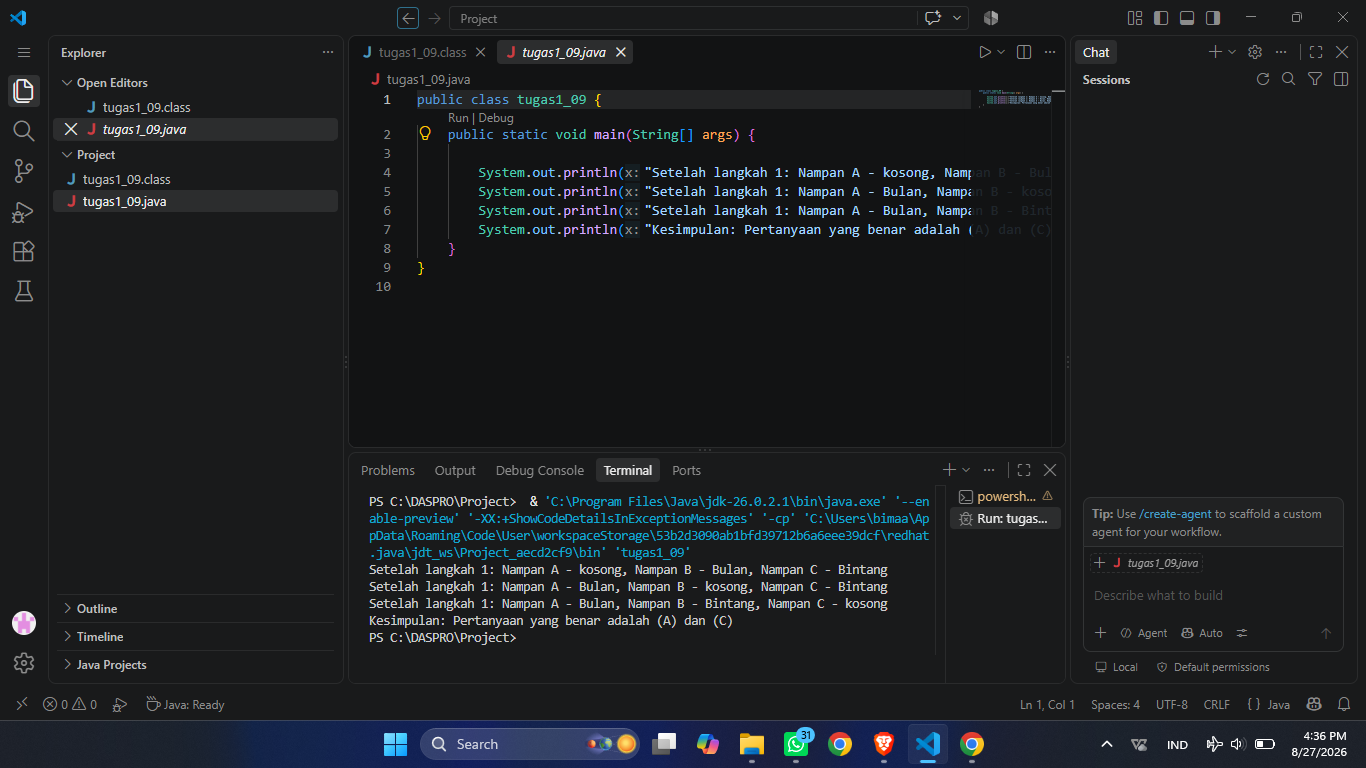 Project
Explorer
Open Editors
tugas1_09.class
tugas1_09.java
Project
tugas1_09.class
tugas1_09.java
Outline
Timeline
Java Projects
tugas1_09.class
tugas1_09.java
tugas1_09.java
1 public class tugas1_09 {
Run | Debug
2 public static void main(String[] args) {
3
4 System.out.println(x: "Setelah langkah 1: Nampan A - kosong, Nampan B - Bul
5 System.out.println(x: "Setelah langkah 1: Nampan A - Bulan, Nampan B - koso
6 System.out.println(x: "Setelah langkah 1: Nampan A - Bulan, Nampan B - Bint
7 System.out.println(x: "Kesimpulan: Pertanyaan yang benar adalah (A) dan (C)
8 }
9 }
10
Problems Output Debug Console Terminal Ports
PS C:\DASPRO\Project> & 'C:\Program Files\Java\jdk-26.0.2.1\bin\java.exe' '--en
able-preview' '-XX:+ShowCodeDetailsInExceptionMessages' '-cp' 'C:\Users\bimaa\Ap
pData\Roaming\Code\User\workspaceStorage\53b2d3090ab1bfd39712b6a6eee39dcf\redhat
.java\jdt_ws\Project_aecd2cf9\bin' 'tugas1_09'
Setelah langkah 1: Nampan A - kosong, Nampan B - Bulan, Nampan C - Bintang
Setelah langkah 1: Nampan A - Bulan, Nampan B - kosong, Nampan C - Bintang
Setelah langkah 1: Nampan A - Bulan, Nampan B - Bintang, Nampan C - kosong
Kesimpulan: Pertanyaan yang benar adalah (A) dan (C)
PS C:\DASPRO\Project>
powersh...
Run: tugas...
Chat
Sessions
Tip: Use /create-agent to scaffold a custom
agent for your workflow.
tugas1_09.java
Describe what to build
Agent Auto
Local Default permissions
0 0 Java: Ready
Ln 1, Col 1 Spaces: 4 UTF-8 CRLF { } Java
Search
31
IND
4:36 PM
8/27/2026